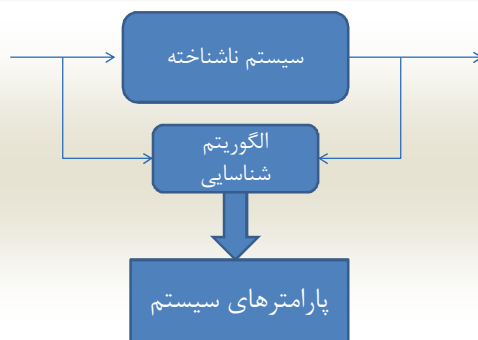 سیستم ناشناخته
الگوریتم
شناسایی
پارامترهای سیستم